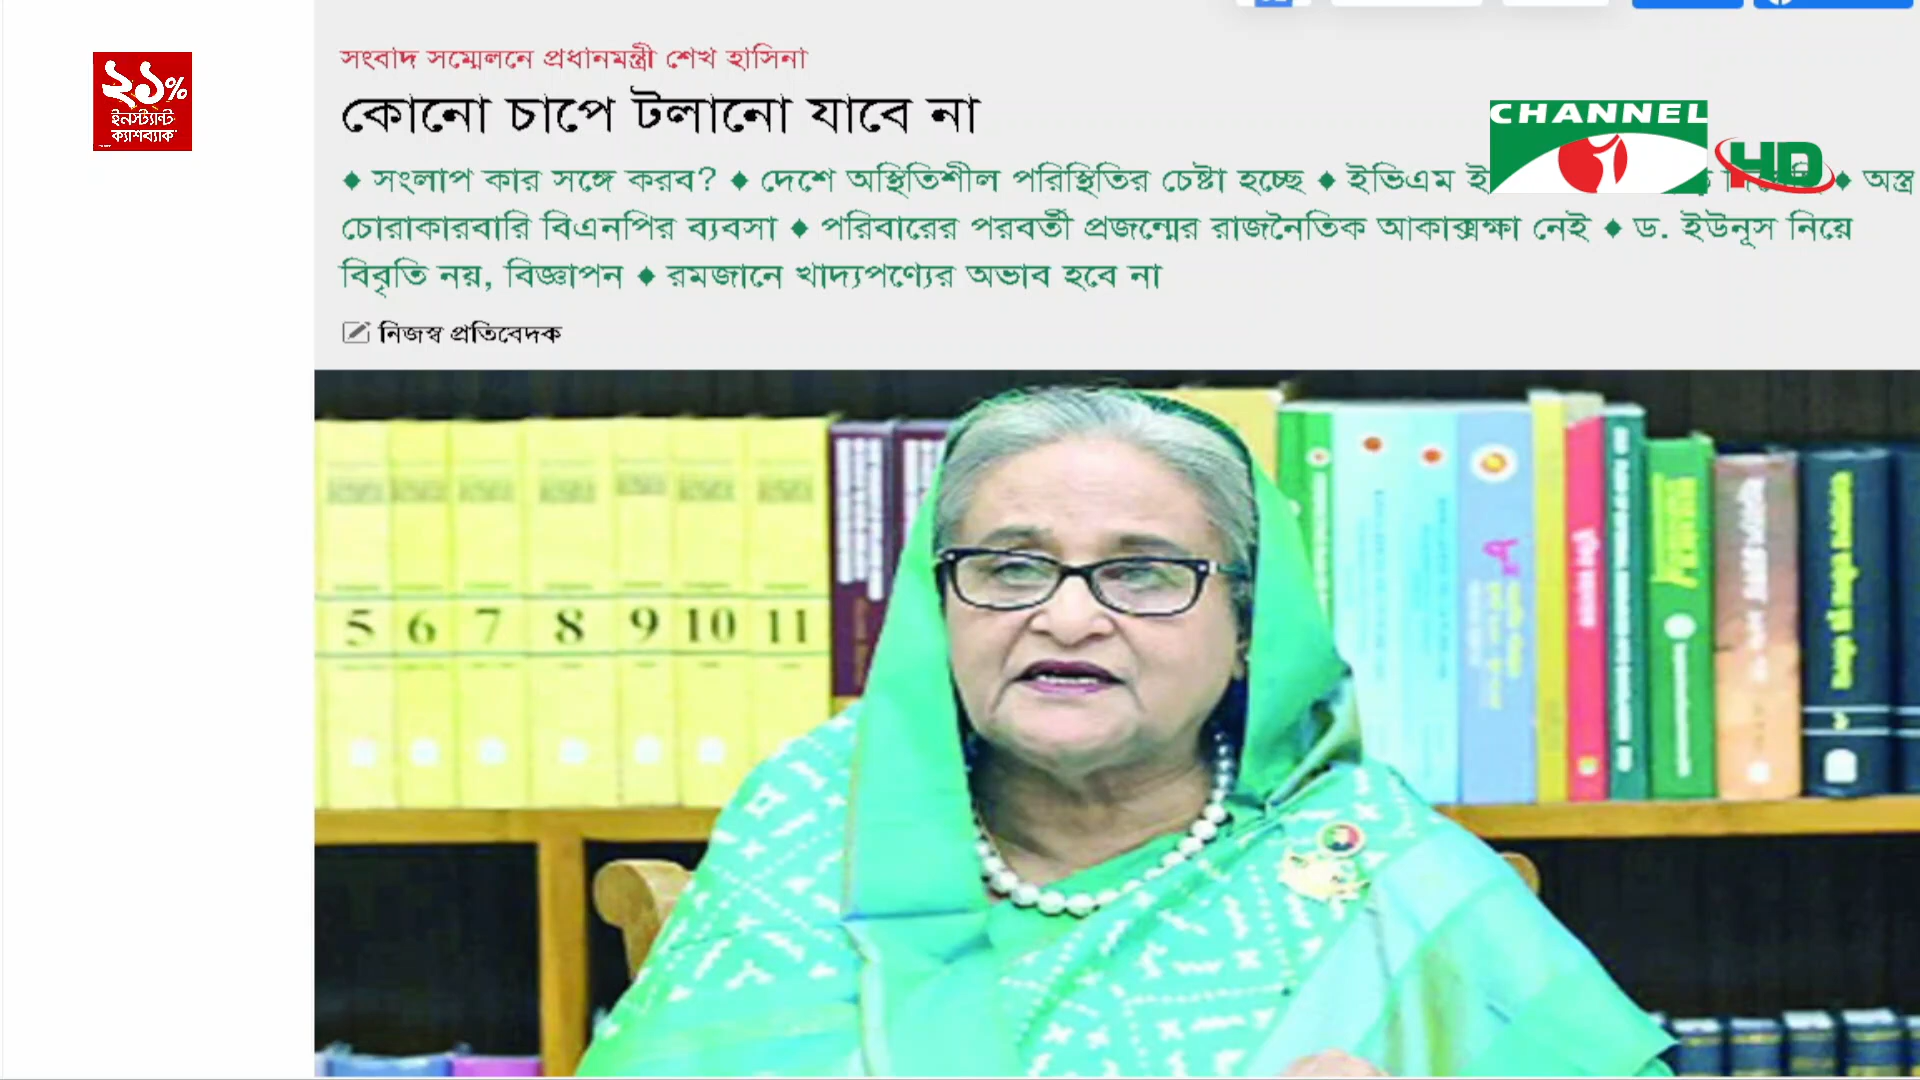 ২১%
ইনস্ট্যান্ট
ক্যাশব্যাক
সংবাদ সম্মেলনে প্রধানমন্ত্রী শেখ হাসিনা
কোনো চাপে টলানো যাবে না
CHANNEL
HD
♦ সংলাপ কার সঙ্গে করব? ♦ দেশে অস্থিতিশীল পরিস্থিতির চেষ্টা হচ্ছে ♦ ইভিএম ♦ অস্ত্র
চোরাকারবারি বিএনপির ব্যবসা ♦ পরিবারের পরবর্তী প্রজন্মের রাজনৈতিক আকাক্সক্ষা নেই ♦ ড. ইউনূস নিয়ে
বিবৃতি নয়, বিজ্ঞাপন ♦ রমজানে খাদ্যপণ্যের অভাব হবে না
নিজস্ব প্রতিবেদক
5 6 7 8 9 10 11